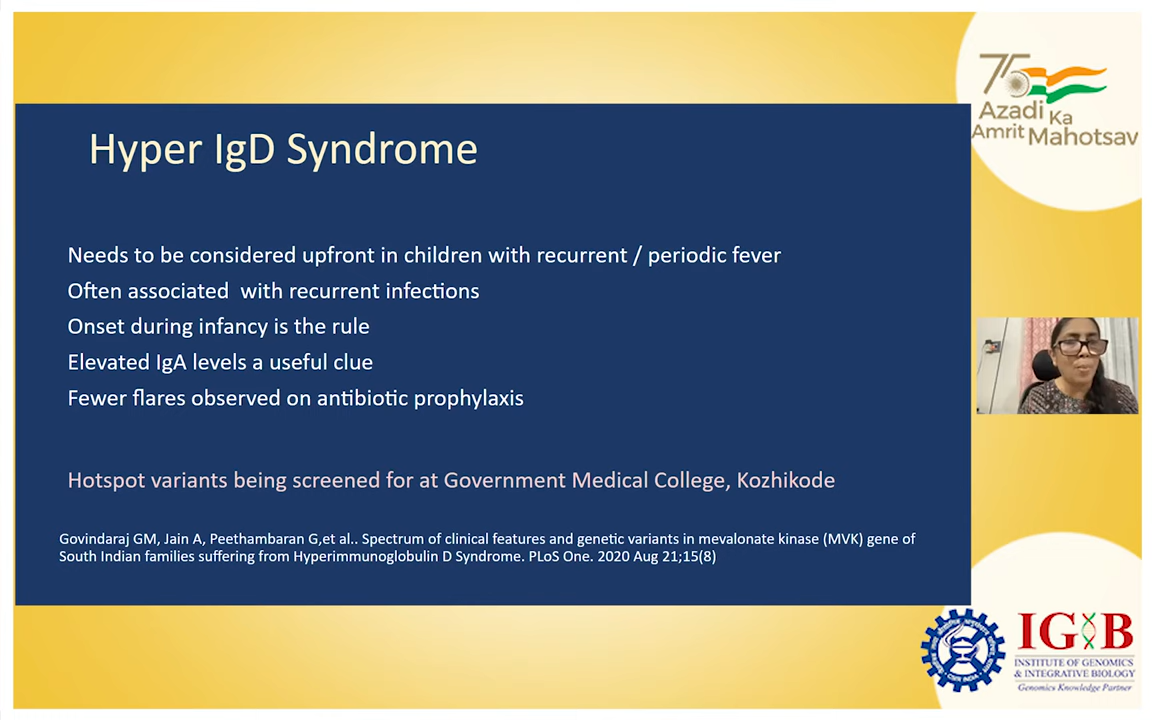 75
Azadi Ka
Amrit Mahotsav
Hyper IgD Syndrome
Needs to be considered upfront in children with recurrent / periodic fever
Often associated  with recurrent infections
Onset during infancy is the rule
Elevated IgA levels a useful clue
Fewer flares observed on antibiotic prophylaxis
Hotspot variants being screened for at Government Medical College, Kozhikode
Govindaraj GM, Jain A, Peethambaran G,et al.. Spectrum of clinical features and genetic variants in mevalonate kinase (MVK) gene of
South Indian families suffering from Hyperimmunoglobulin D Syndrome. PLoS One. 2020 Aug 21;15(8)
IGIB
INSTITUTE OF GENOMICS
& INTEGRATIVE BIOLOGY
Genomics Knowledge Partner